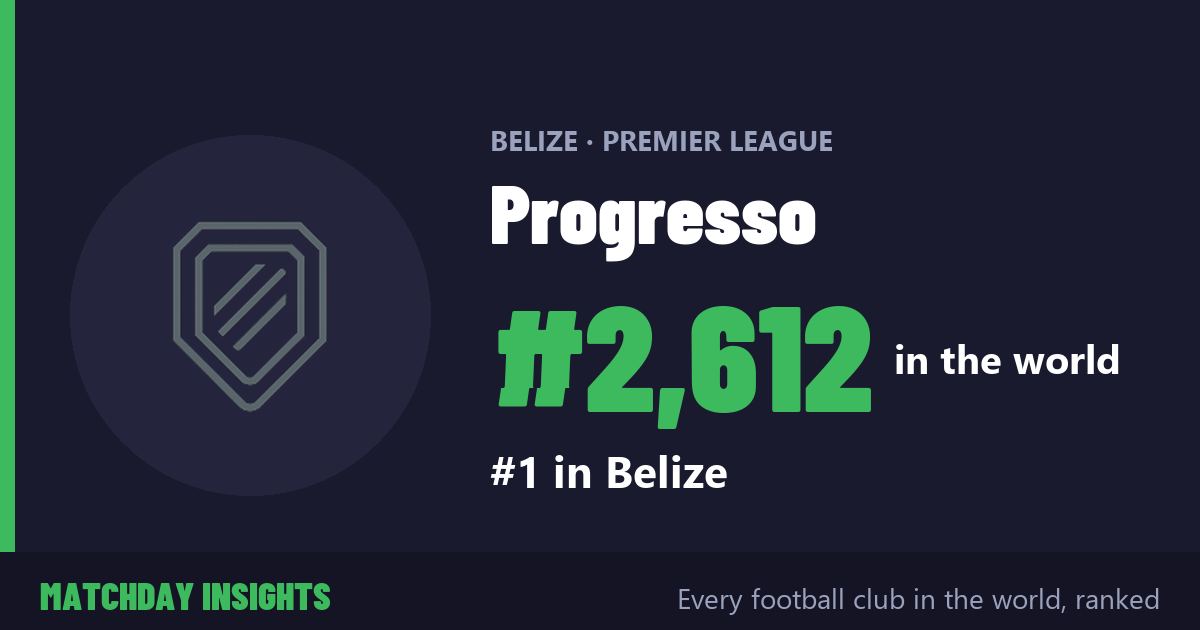 BELIZE · PREMIER LEAGUE
Progresso
#2,612 in the world
#1 in Belize
MATCHDAY INSIGHTS
Every football club in the world, ranked